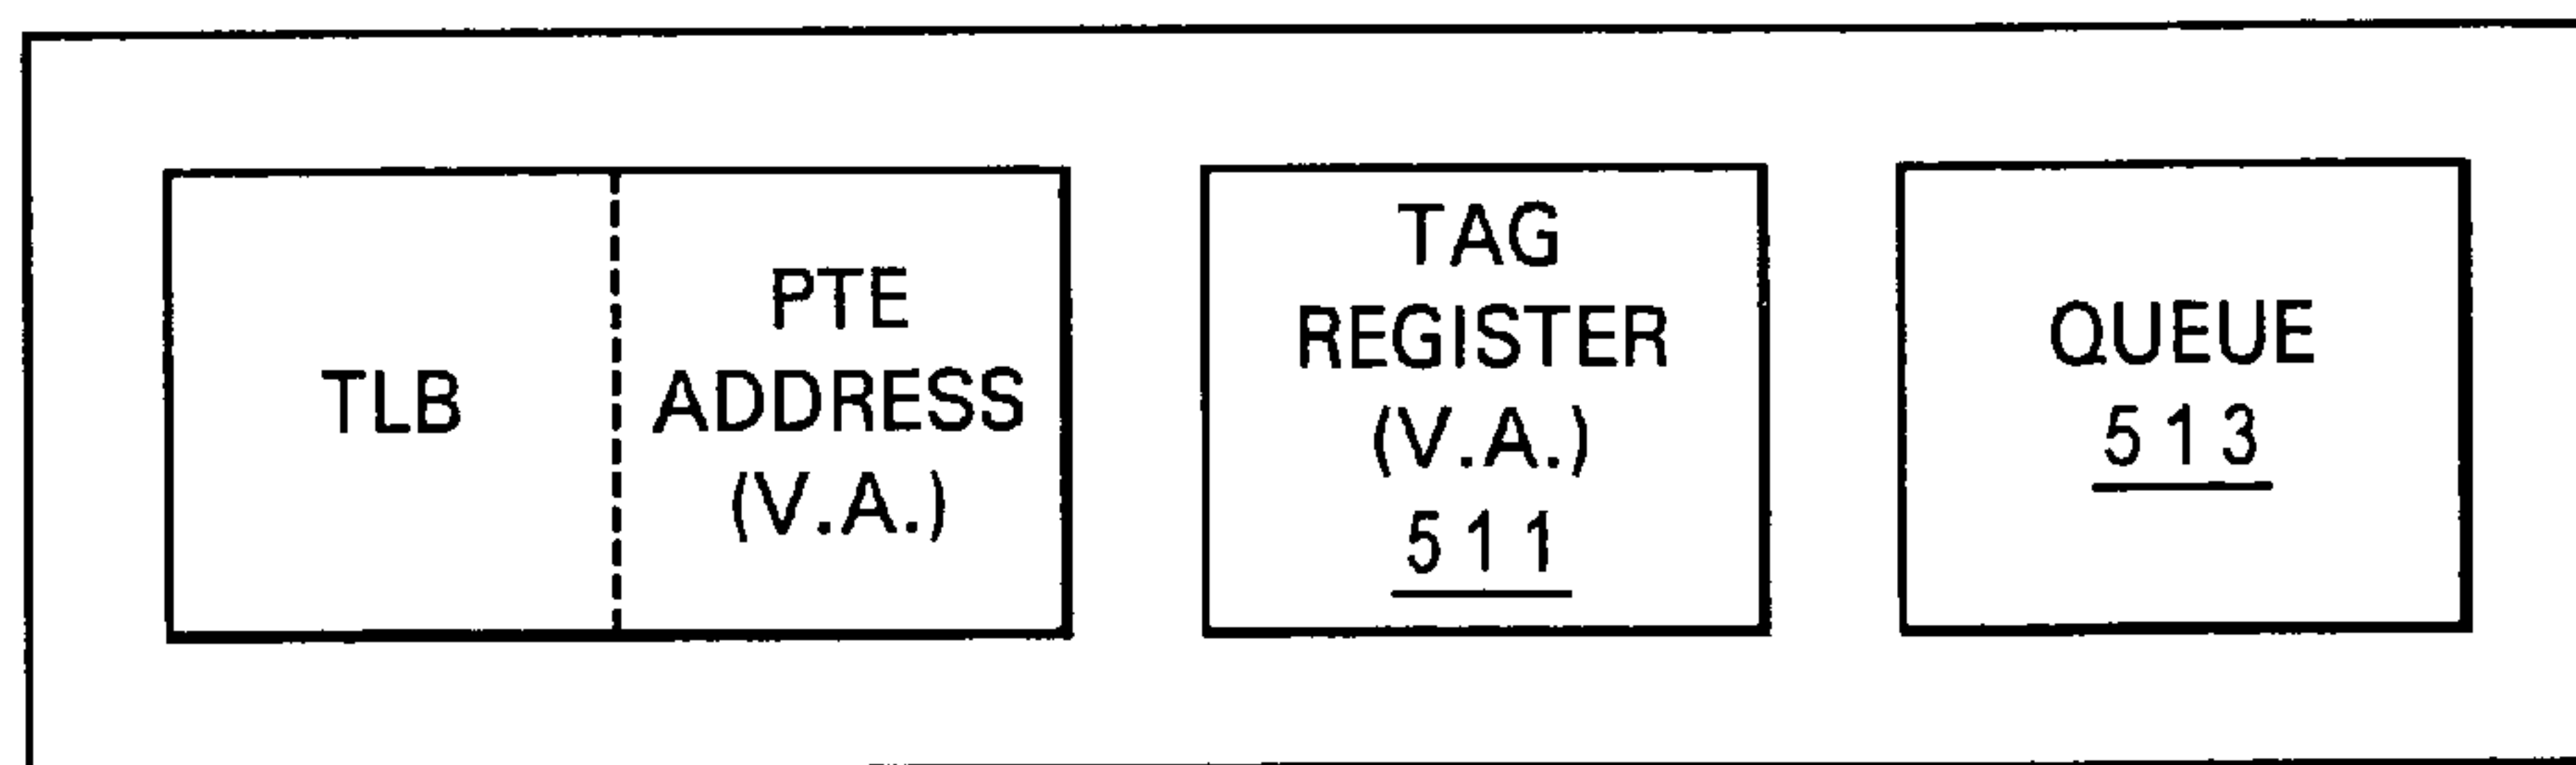 TLB
PTE
ADDRESS
(V.A.)
TAG
REGISTER
(V.A.)
511
QUEUE
513